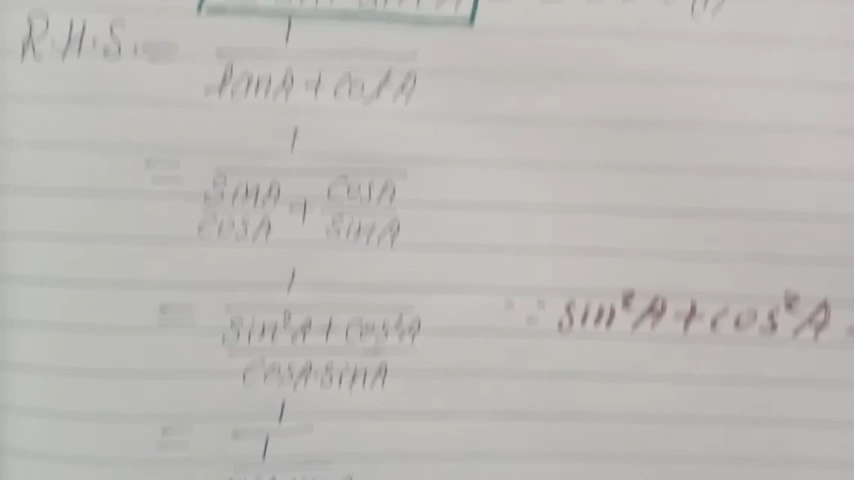 R.H.S. = 1 / tanA + cotA
= 1 / sinA/cosA + cosA/sinA
= 1 / sin²A + cos²A / cosA·sinA ∵ sin²A + cos²A
= 1 / 1